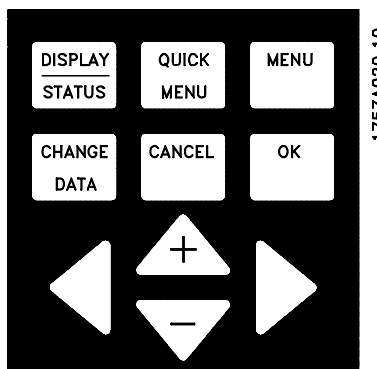 DISPLAY
STATUS
QUICK
MENU
MENU
CHANGE
DATA
CANCEL
OK
+
−